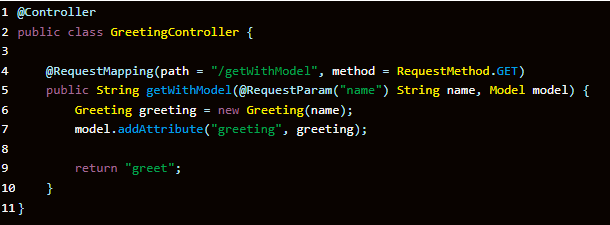 1 @Controller
2 public class GreetingController {
3
4     @RequestMapping(path = "/getWithModel", method = RequestMethod.GET)
5     public String getWithModel(@RequestParam("name") String name, Model model) {
6         Greeting greeting = new Greeting(name);
7         model.addAttribute("greeting", greeting);
8
9         return "greet";
10     }
11 }